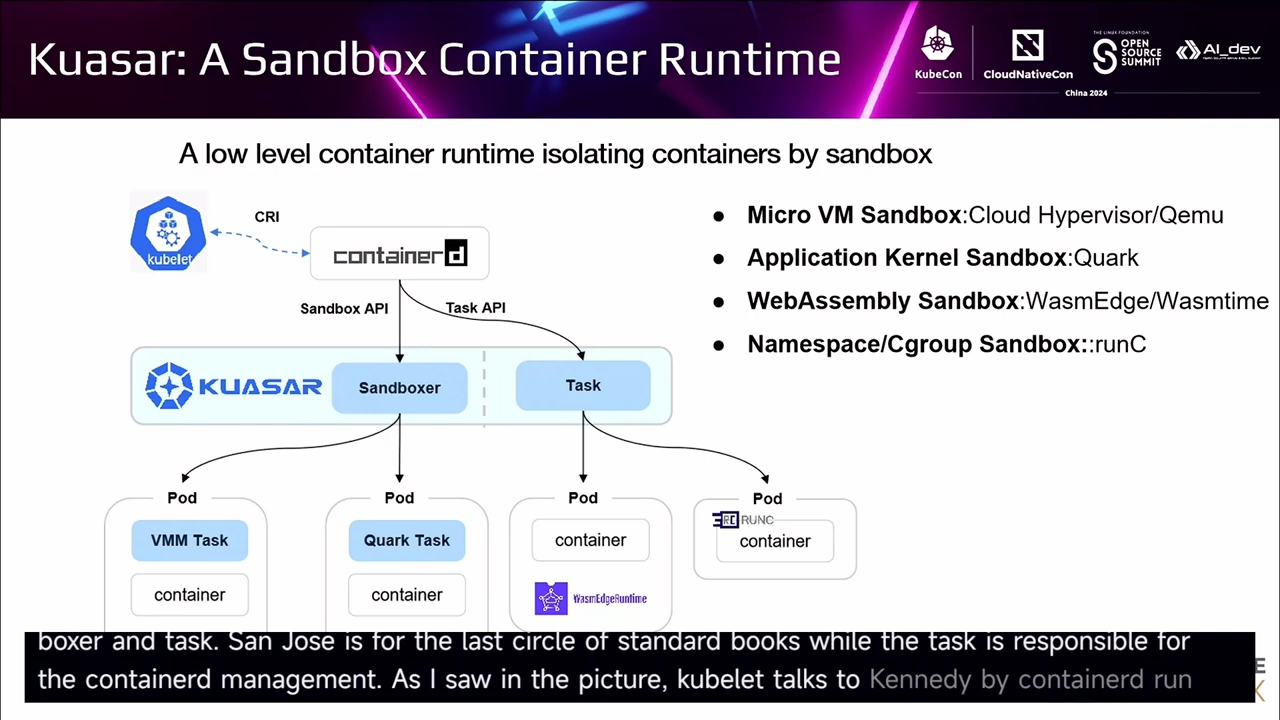 Kuasar: A Sandbox Container Runtime
KubeCon
CloudNativeCon
THE LINUX FOUNDATION
OPEN SOURCE SUMMIT
AI_dev
China 2024
A low level container runtime isolating containers by sandbox
CRI
kubelet
containerd
Sandbox API
Task API
KUASAR
Sandboxer
Task
Pod
VMM Task
container
Pod
Quark Task
container
Pod
container
WasmEdgeRuntime
Pod
RUNC
container
● Micro VM Sandbox:Cloud Hypervisor/Qemu
● Application Kernel Sandbox:Quark
● WebAssembly Sandbox:WasmEdge/Wasmtime
● Namespace/Cgroup Sandbox::runC
boxer and task. San Jose is for the last circle of standard books while the task is responsible for
the containerd management. As I saw in the picture, kubelet talks to Kennedy by containerd run